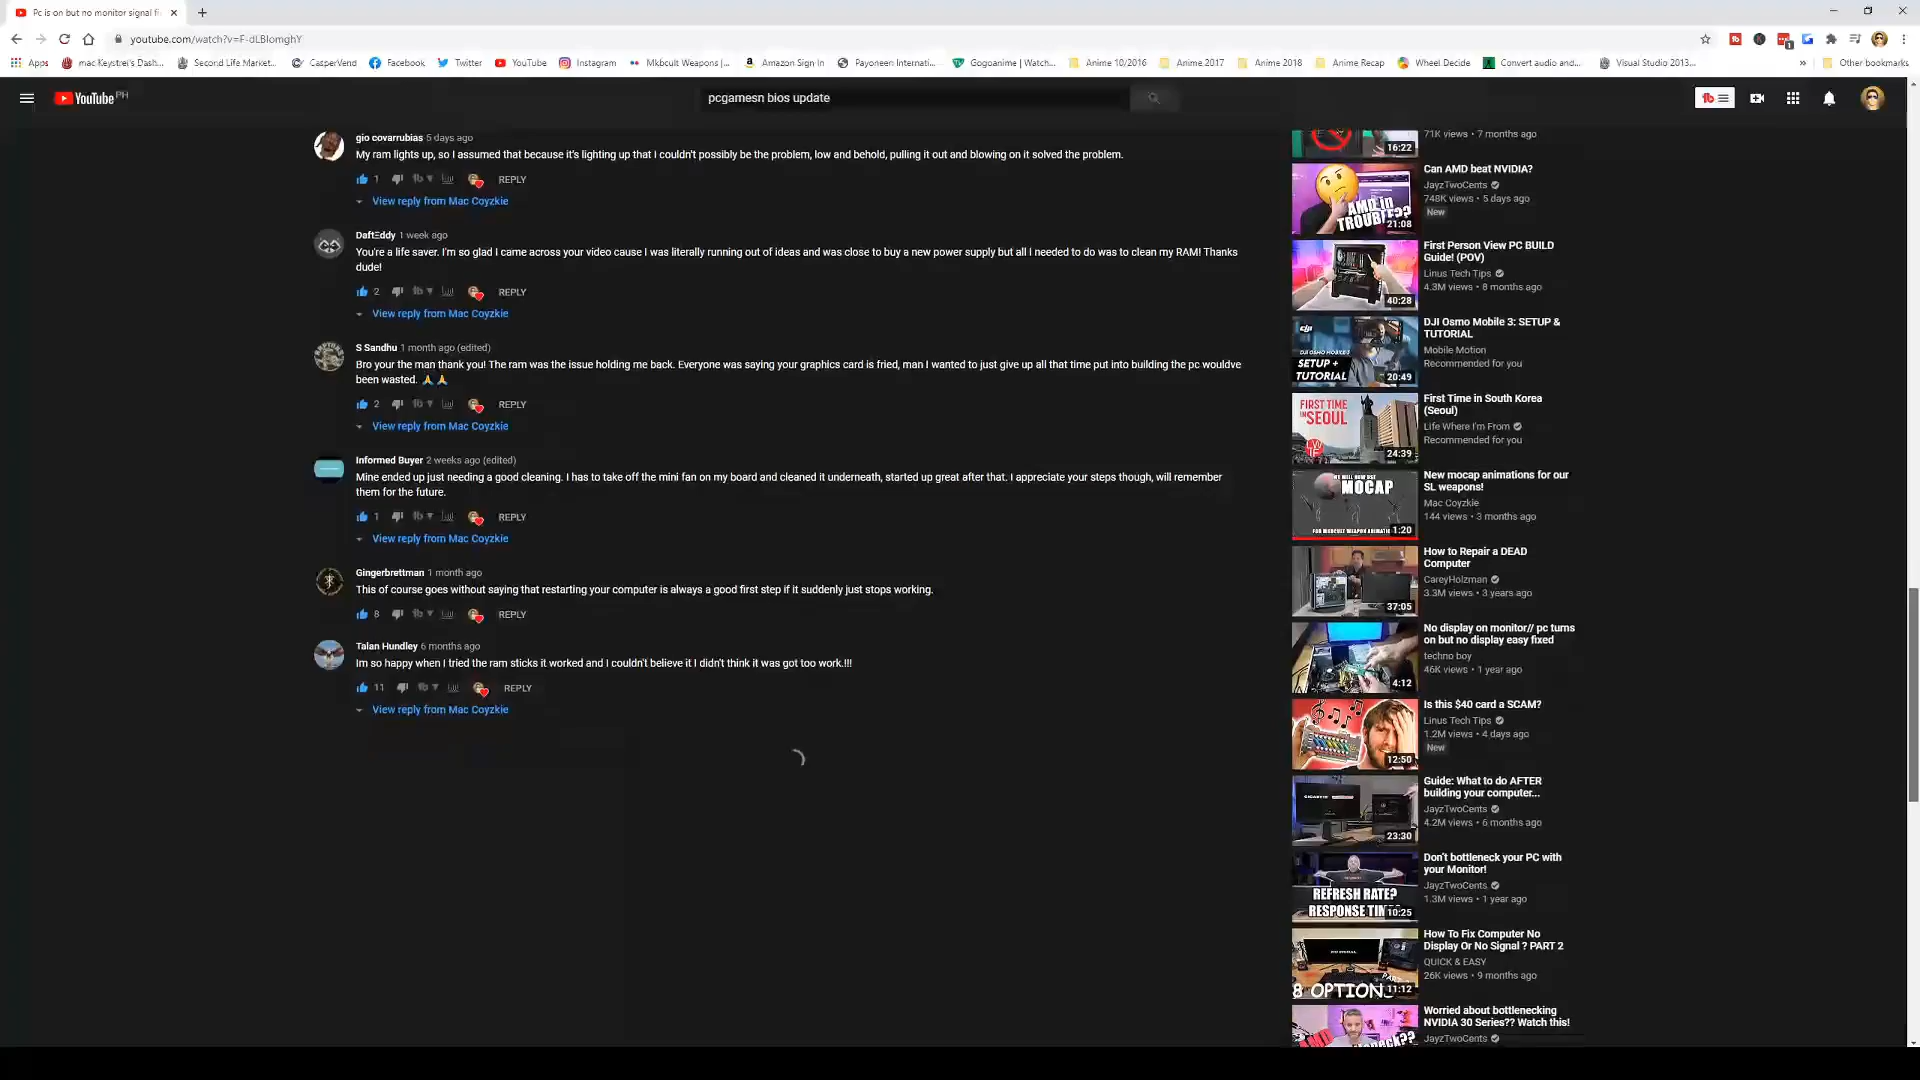 Pc is on but no monitor signal fi
youtube.com/watch?v=F-dLBlomghY
Apps
mac Keystrel's Dash...
Second Life Market...
CasperVend
Facebook
Twitter
YouTube
Instagram
Mkbcult Weapons |...
Amazon Sign In
Payoneen Internati...
Gogoanime | Watch...
Anime 10/2016
Anime 2017
Anime 2018
Anime Recap
Wheel Decide
Convert audio and...
Visual Studio 2013...
»
Other bookmarks
YouTube PH
pcgamesn bios update
gio covarrubias 5 days ago
My ram lights up, so I assumed that because it's lighting up that I couldn't possibly be the problem, low and behold, pulling it out and blowing on it solved the problem.
1 REPLY
View reply from Mac Coyzkie
DaftΞddy 1 week ago
You're a life saver. I'm so glad I came across your video cause I was literally running out of ideas and was close to buy a new power supply but all I needed to do was to clean my RAM! Thanks
dude!
2 REPLY
View reply from Mac Coyzkie
S Sandhu 1 month ago (edited)
Bro your the man thank you! The ram was the issue holding me back. Everyone was saying your graphics card is fried, man I wanted to just give up all that time put into building the pc wouldve
been wasted. 🙏🙏
2 REPLY
View reply from Mac Coyzkie
Informed Buyer 2 weeks ago (edited)
Mine ended up just needing a good cleaning. I has to take off the mini fan on my board and cleaned it underneath, started up great after that. I appreciate your steps though, will remember
them for the future.
1 REPLY
View reply from Mac Coyzkie
Gingerbrettman 1 month ago
This of course goes without saying that restarting your computer is always a good first step if it suddenly just stops working.
8 REPLY
Talan Hundley 6 months ago
Im so happy when I tried the ram sticks it worked and I couldn't believe it I didn't think it was got too work.!!!
11 REPLY
View reply from Mac Coyzkie
71K views • 7 months ago
16:22
Can AMD beat NVIDIA?
JayzTwoCents
748K views • 5 days ago
New
AMD in
TROUBLE??
21:08
First Person View PC BUILD
Guide! (POV)
Linus Tech Tips
4.3M views • 8 months ago
40:28
DJI Osmo Mobile 3: SETUP &
TUTORIAL
Mobile Motion
Recommended for you
dji
DJI OSMO MOBILE 3
SETUP +
TUTORIAL
20:49
First Time in South Korea
(Seoul)
Life Where I'm From
Recommended for you
FIRST TIME
IN SEOUL
24:39
New mocap animations for our
SL weapons!
Mac Coyzkie
144 views • 3 months ago
WE WILL NOW USE
MOCAP
1:20
How to Repair a DEAD
Computer
CareyHolzman
3.3M views • 3 years ago
37:05
No display on monitor// pc turns
on but no display easy fixed
techno boy
46K views • 1 year ago
4:12
Is this $40 card a SCAM?
Linus Tech Tips
1.2M views • 4 days ago
New
12:50
Guide: What to do AFTER
building your computer...
JayzTwoCents
4.2M views • 6 months ago
23:30
Don't bottleneck your PC with
your Monitor!
JayzTwoCents
1.3M views • 1 year ago
REFRESH RATE?
RESPONSE TIM
10:25
How To Fix Computer No
Display Or No Signal ? PART 2
QUICK & EASY
26K views • 9 months ago
8 OPTIONS
11:12
Worried about bottlenecking
NVIDIA 30 Series?? Watch this!
JayzTwoCents